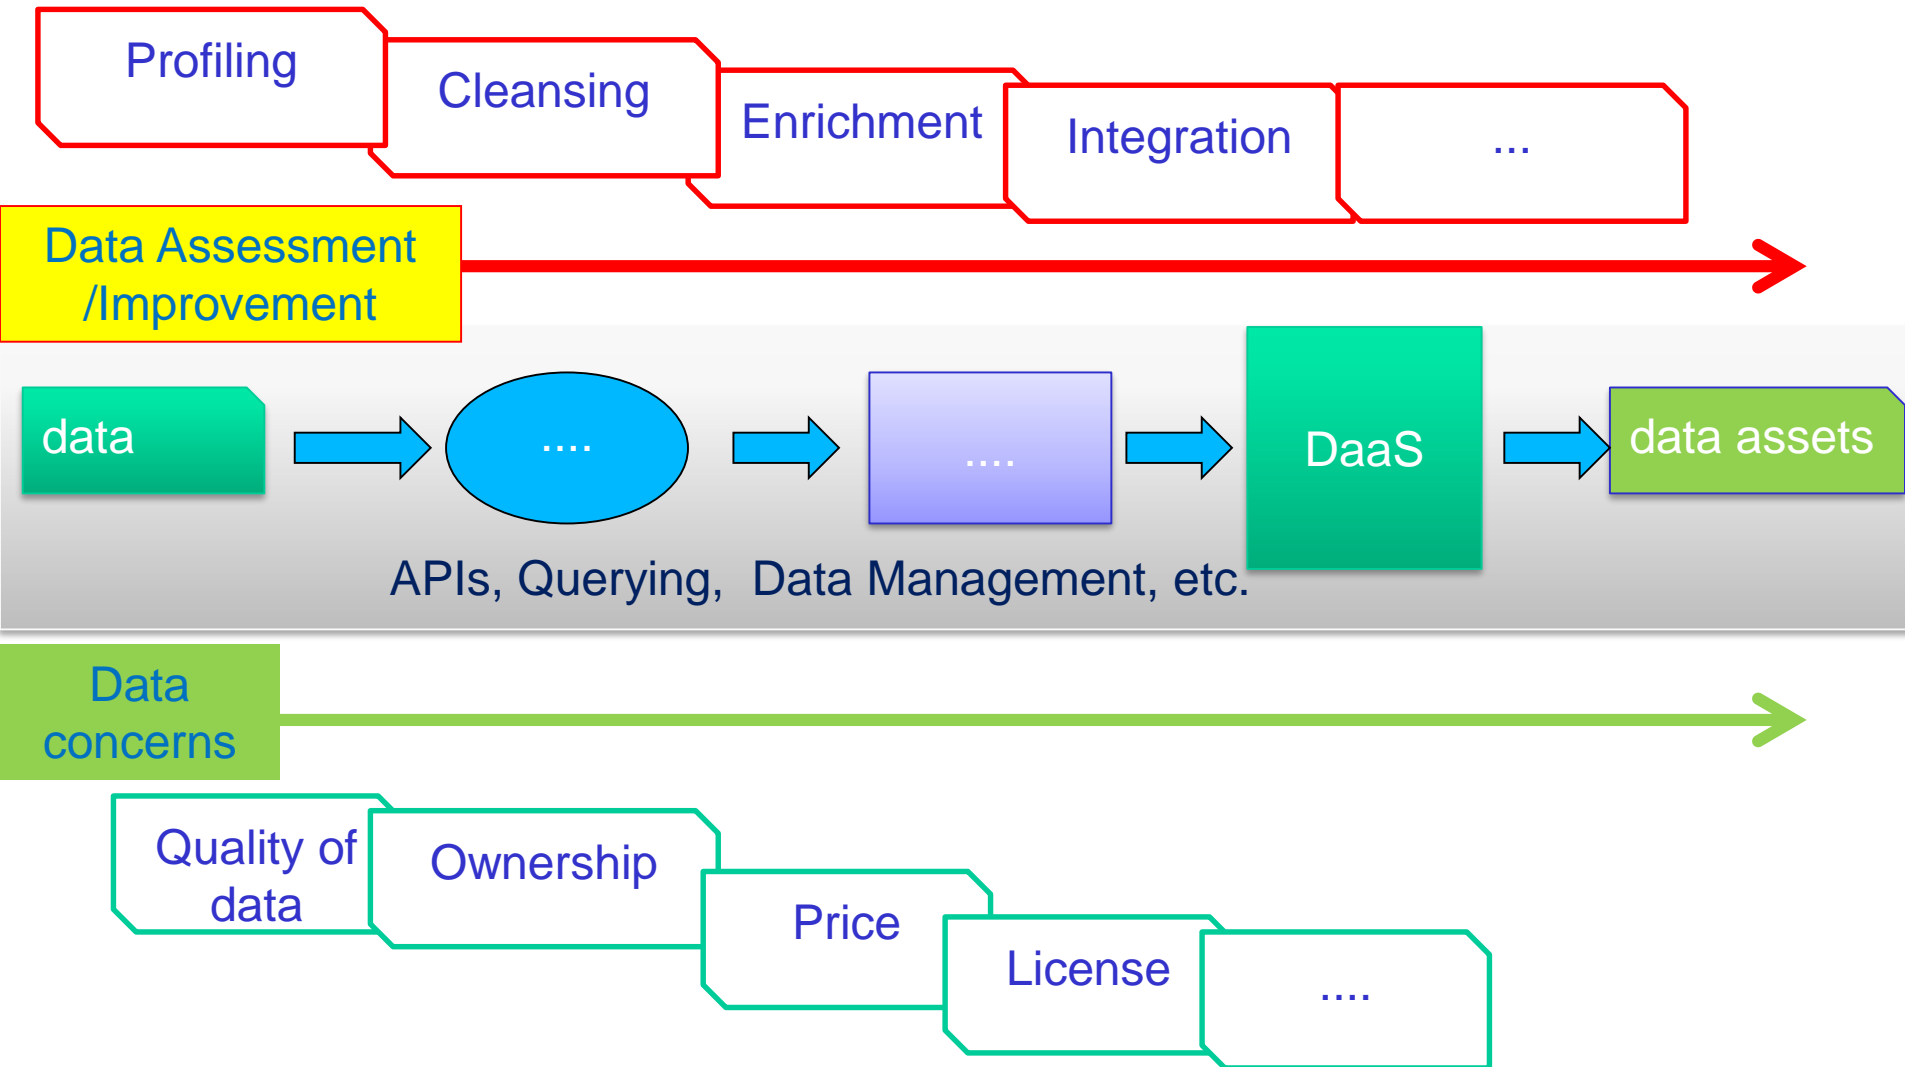 Profiling
Cleansing
Enrichment
Integration
...
Data Assessment
/Improvement
data
....
....
DaaS
data assets
APIs, Querying, Data Management, etc.
Data
concerns
Quality of
data
Ownership
Price
License
....